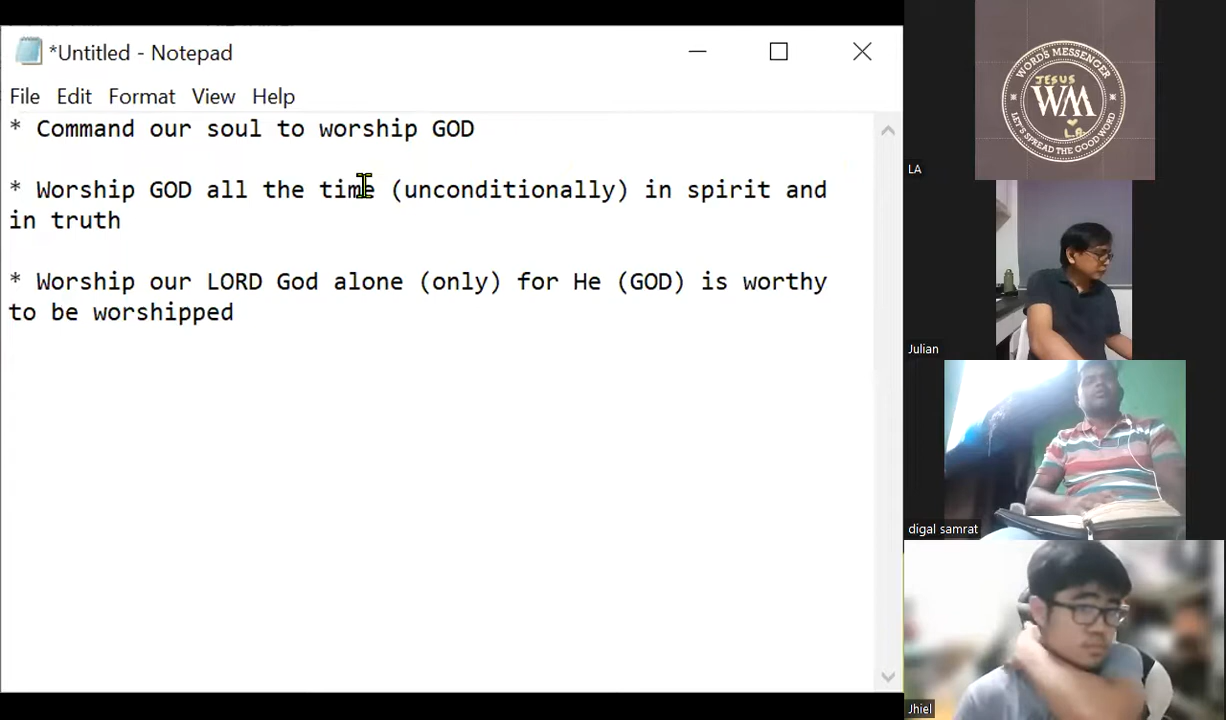 *Untitled - Notepad
File Edit Format View Help
* Command our soul to worship GOD
* Worship GOD all the time (unconditionally) in spirit and
in truth
* Worship our LORD God alone (only) for He (GOD) is worthy
to be worshipped
WORD'S MESSENGER
JESUS
WM
L.A.
LET'S SPREAD THE GOOD WORD
LA
Julian
digal samrat
Jhiel